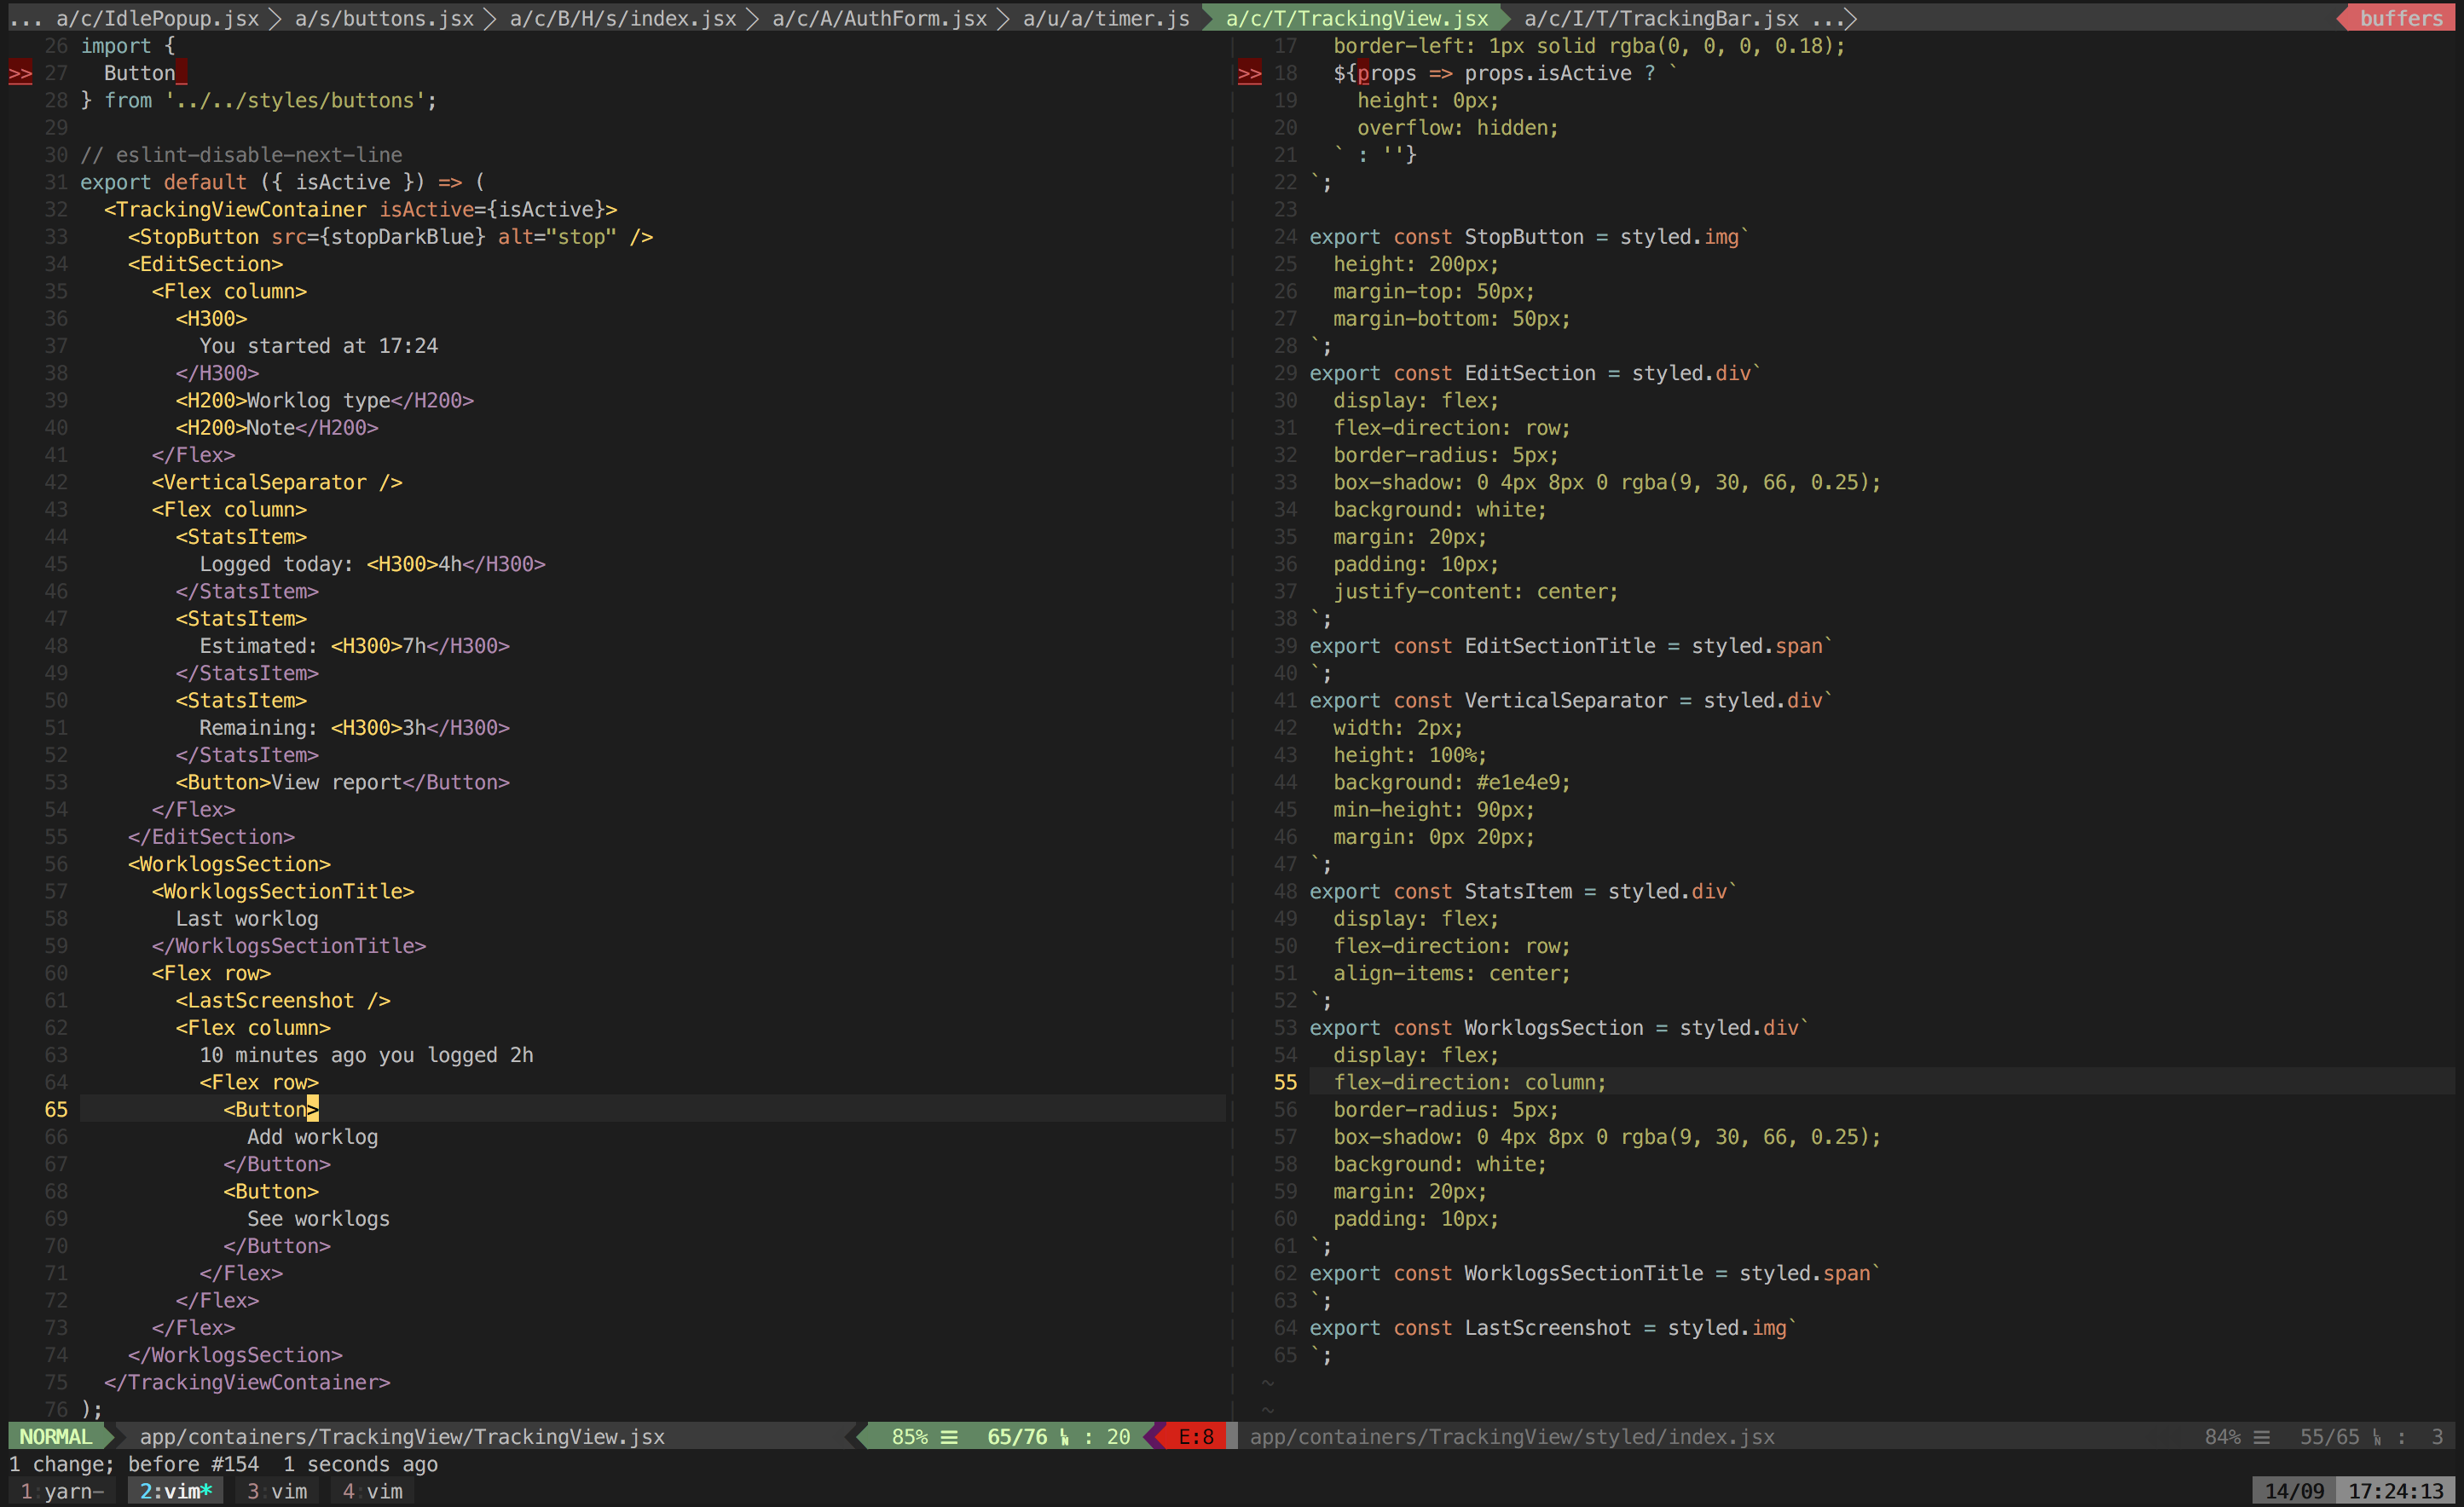 ... a/c/IdlePopup.jsx a/s/buttons.jsx a/c/B/H/s/index.jsx a/c/A/AuthForm.jsx a/u/a/timer.js a/c/T/TrackingView.jsx a/c/I/T/TrackingBar.jsx ... buffers
26 import {
>> 27   Button
28 } from '../../styles/buttons';
29
30 // eslint-disable-next-line
31 export default ({ isActive }) => (
32   <TrackingViewContainer isActive={isActive}>
33     <StopButton src={stopDarkBlue} alt="stop" />
34     <EditSection>
35       <Flex column>
36         <H300>
37           You started at 17:24
38         </H300>
39         <H200>Worklog type</H200>
40         <H200>Note</H200>
41       </Flex>
42       <VerticalSeparator />
43       <Flex column>
44         <StatsItem>
45           Logged today: <H300>4h</H300>
46         </StatsItem>
47         <StatsItem>
48           Estimated: <H300>7h</H300>
49         </StatsItem>
50         <StatsItem>
51           Remaining: <H300>3h</H300>
52         </StatsItem>
53         <Button>View report</Button>
54       </Flex>
55     </EditSection>
56     <WorklogsSection>
57       <WorklogsSectionTitle>
58         Last worklog
59       </WorklogsSectionTitle>
60       <Flex row>
61         <LastScreenshot />
62         <Flex column>
63           10 minutes ago you logged 2h
64           <Flex row>
65             <Button>
66               Add worklog
67             </Button>
68             <Button>
69               See worklogs
70             </Button>
71           </Flex>
72         </Flex>
73       </Flex>
74     </WorklogsSection>
75   </TrackingViewContainer>
76 );
17   border-left: 1px solid rgba(0, 0, 0, 0.18);
>> 18   ${props => props.isActive ? `
19     height: 0px;
20     overflow: hidden;
21   ` : ''}
22 `;
23
24 export const StopButton = styled.img`
25   height: 200px;
26   margin-top: 50px;
27   margin-bottom: 50px;
28 `;
29 export const EditSection = styled.div`
30   display: flex;
31   flex-direction: row;
32   border-radius: 5px;
33   box-shadow: 0 4px 8px 0 rgba(9, 30, 66, 0.25);
34   background: white;
35   margin: 20px;
36   padding: 10px;
37   justify-content: center;
38 `;
39 export const EditSectionTitle = styled.span`
40 `;
41 export const VerticalSeparator = styled.div`
42   width: 2px;
43   height: 100%;
44   background: #e1e4e9;
45   min-height: 90px;
46   margin: 0px 20px;
47 `;
48 export const StatsItem = styled.div`
49   display: flex;
50   flex-direction: row;
51   align-items: center;
52 `;
53 export const WorklogsSection = styled.div`
54   display: flex;
55   flex-direction: column;
56   border-radius: 5px;
57   box-shadow: 0 4px 8px 0 rgba(9, 30, 66, 0.25);
58   background: white;
59   margin: 20px;
60   padding: 10px;
61 `;
62 export const WorklogsSectionTitle = styled.span`
63 `;
64 export const LastScreenshot = styled.img`
65 `;
~
~
NORMAL app/containers/TrackingView/TrackingView.jsx 85% ☰ 65/76 ␤ : 20 E:8
app/containers/TrackingView/styled/index.jsx 84% ☰ 55/65 ␤ : 3
1 change; before #154  1 seconds ago
1:yarn- 2:vim* 3:vim 4:vim 14/09 17:24:13